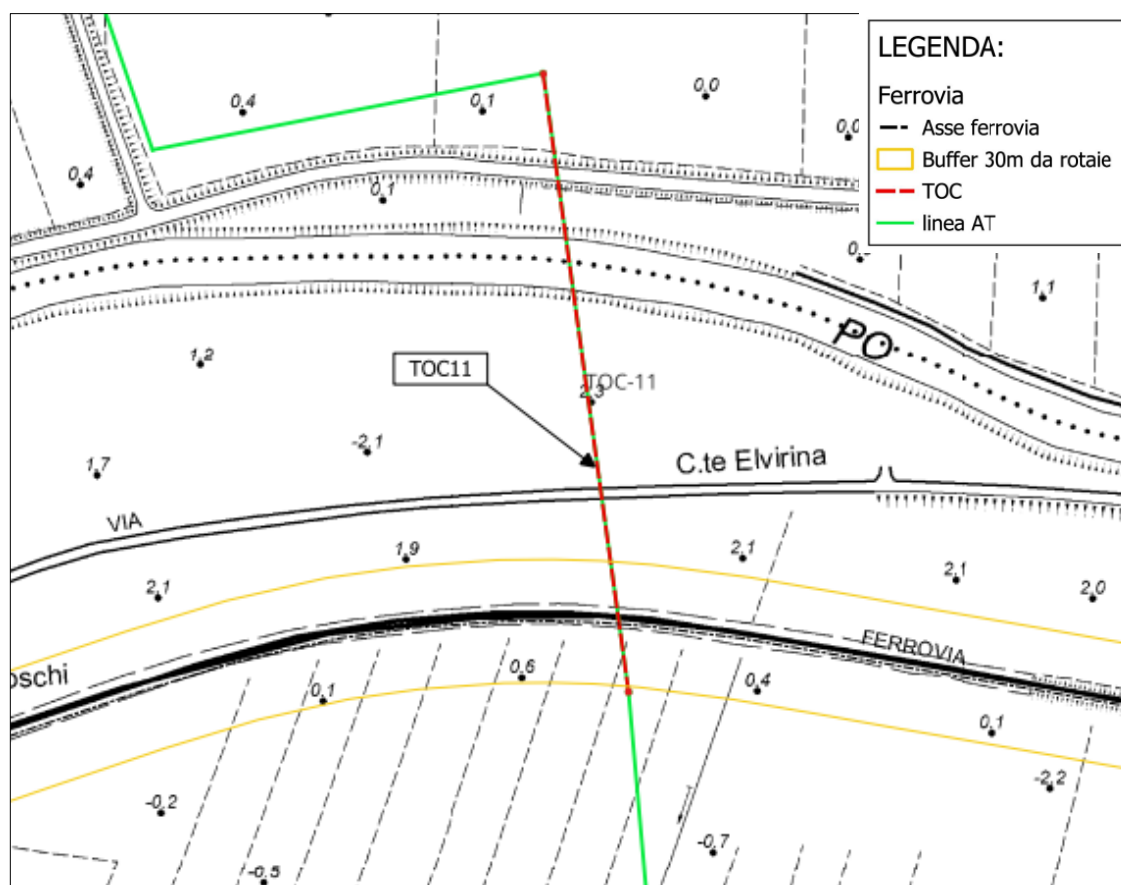 LEGENDA:
Ferrovia
Asse ferrovia
Buffer 30m da rotaie
TOC
linea AT
0,4
0,1
0,0
0,4
0,1
1,1
PO
1,2
TOC11
TOC-11
2,3
-2,1
1,7
C.te Elvirina
VIA
1,9
2,1
2,1
2,1
2,0
FERROVIA
oschi
0,6
0,1
0,4
0,1
-0,2
-2,2
-0,7
-0,5